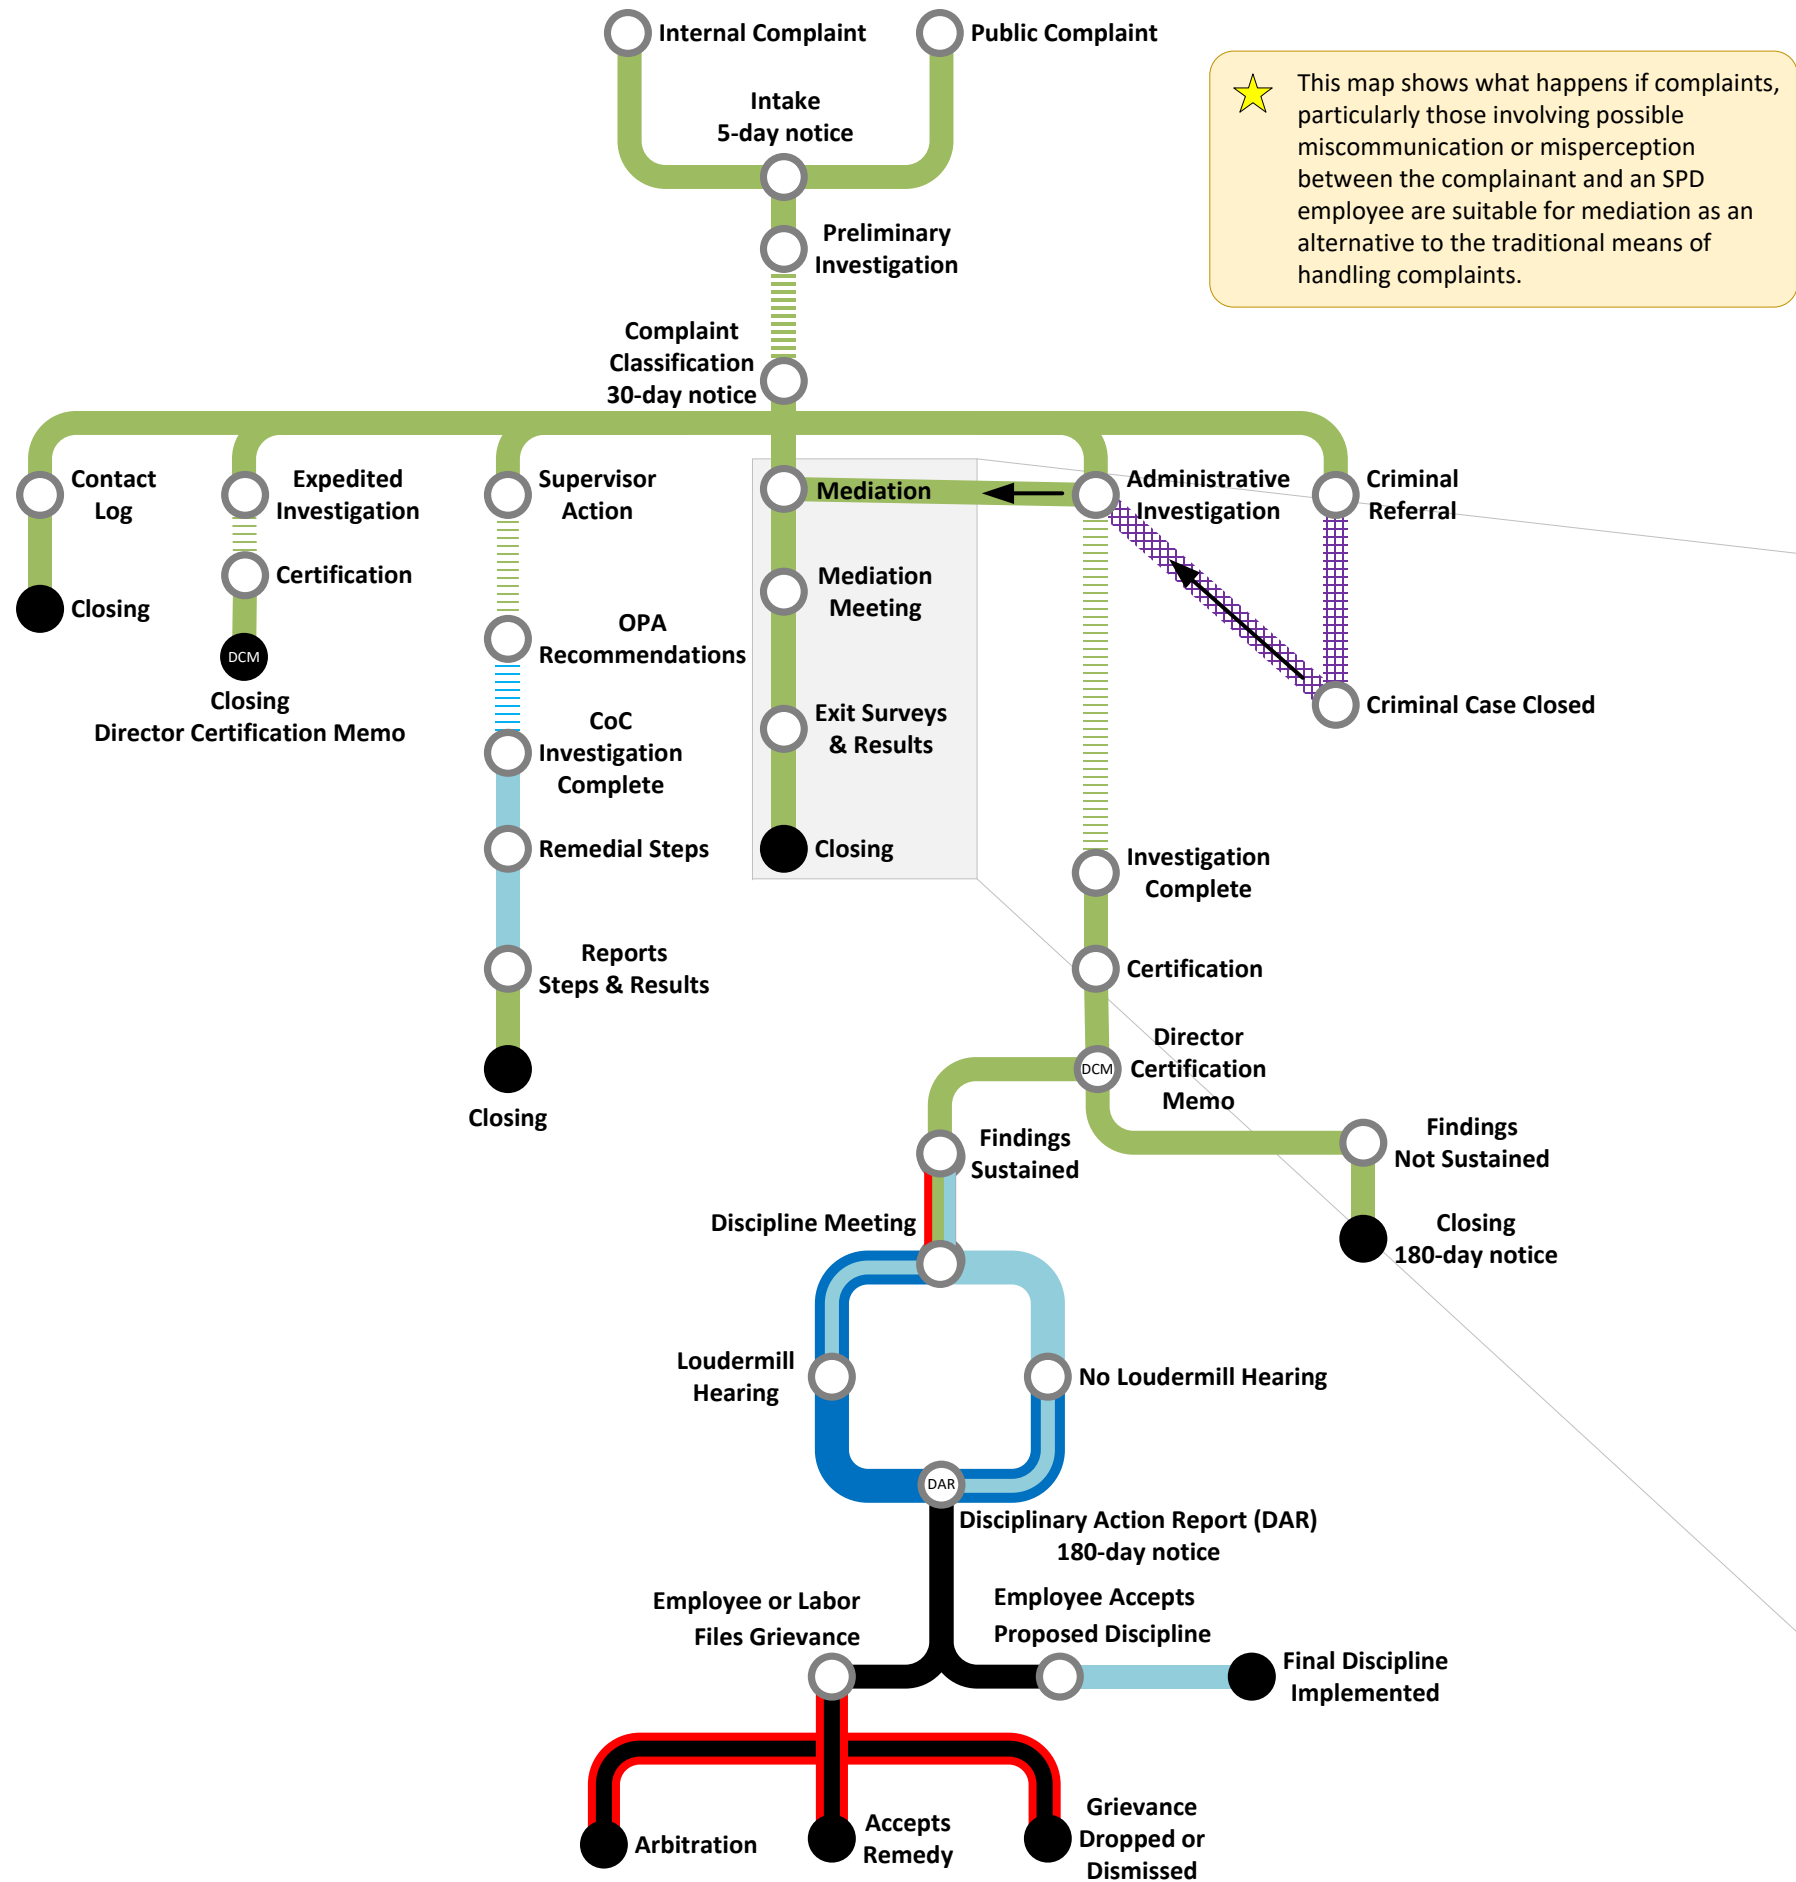 Internal Complaint
Public Complaint
This map shows what happens if complaints,
particularly those involving possible
miscommunication or misperception
between the complainant and an SPD
employee are suitable for mediation as an
alternative to the traditional means of
handling complaints.
Intake
5-day notice
Preliminary
Investigation
Complaint
Classification
30-day notice
Contact
Log
Closing
Expedited
Investigation
Certification
DCM
Closing
Director Certification Memo
Supervisor
Action
OPA
Recommendations
CoC
Investigation
Complete
Remedial Steps
Reports
Steps & Results
Closing
Mediation
Mediation
Meeting
Exit Surveys
& Results
Closing
Administrative
Investigation
Criminal
Referral
Criminal Case Closed
Investigation
Complete
Certification
DCM
Director
Certification
Memo
Findings
Sustained
Findings
Not Sustained
Closing
180-day notice
Discipline Meeting
Loudermill
Hearing
No Loudermill Hearing
DAR
Disciplinary Action Report (DAR)
180-day notice
Employee or Labor
Files Grievance
Employee Accepts
Proposed Discipline
Final Discipline
Implemented
Arbitration
Accepts
Remedy
Grievance
Dropped or
Dismissed